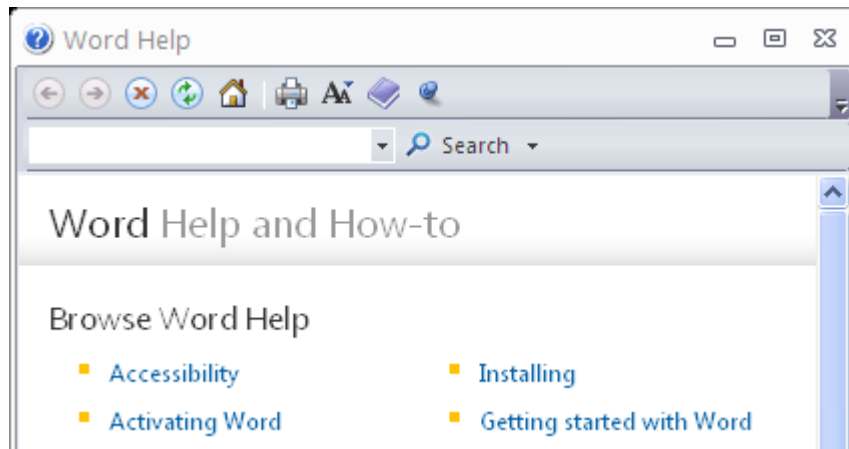 Word Help
Search
Word Help and How-to
Browse Word Help
Accessibility
Installing
Activating Word
Getting started with Word